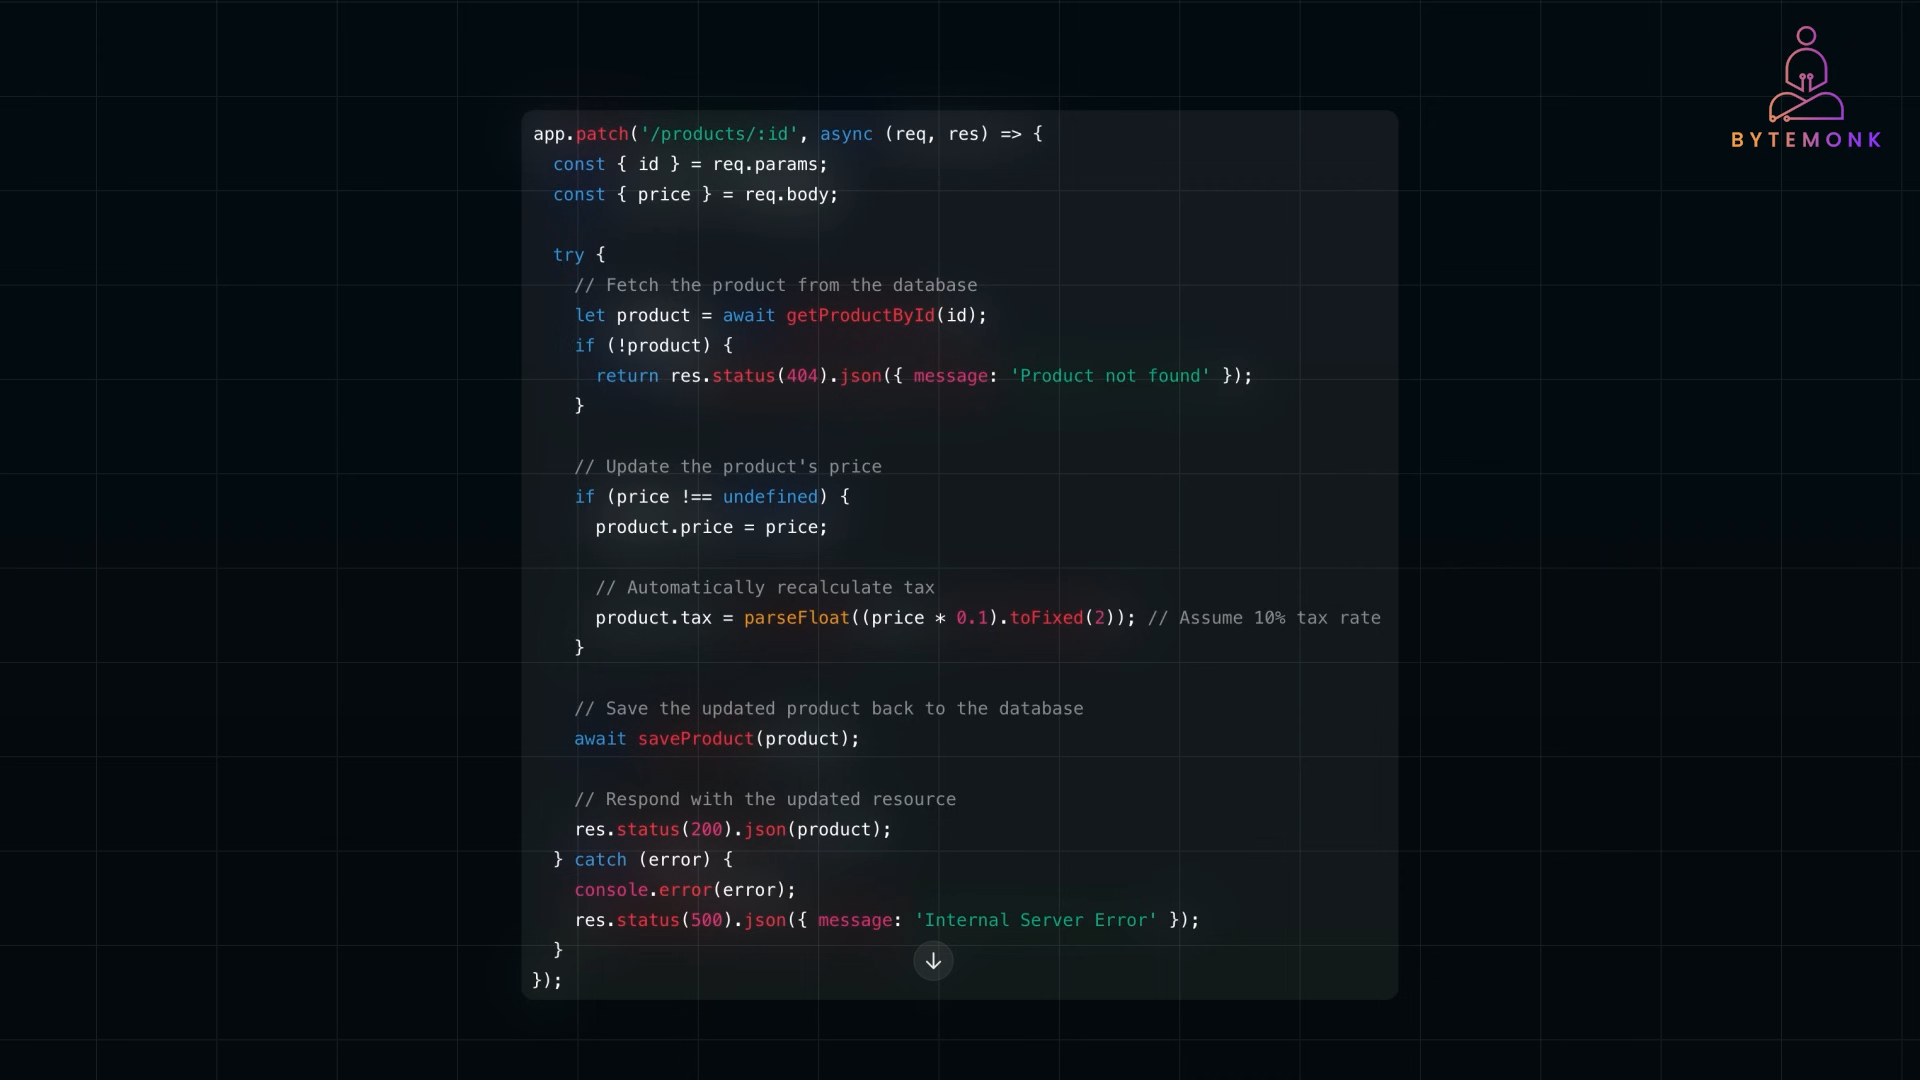 BYTEMONK
app.patch('/products/:id', async (req, res) => {
  const { id } = req.params;
  const { price } = req.body;

  try {
    // Fetch the product from the database
    let product = await getProductById(id);
    if (!product) {
      return res.status(404).json({ message: 'Product not found' });
    }

    // Update the product's price
    if (price !== undefined) {
      product.price = price;

      // Automatically recalculate tax
      product.tax = parseFloat((price * 0.1).toFixed(2)); // Assume 10% tax rate
    }

    // Save the updated product back to the database
    await saveProduct(product);

    // Respond with the updated resource
    res.status(200).json(product);
  } catch (error) {
    console.error(error);
    res.status(500).json({ message: 'Internal Server Error' });
  }
});